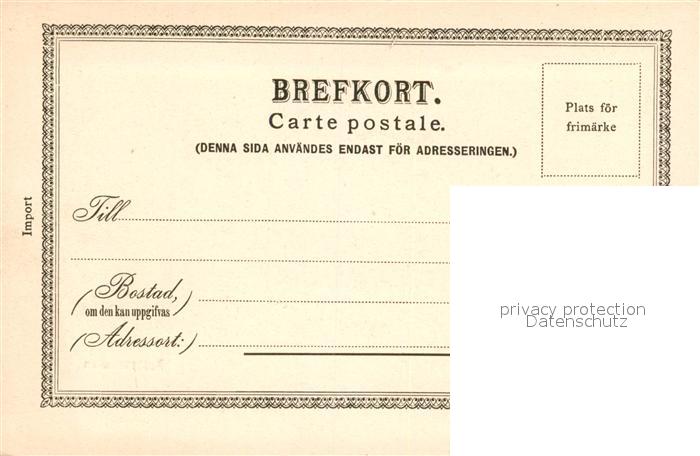 BREFKORT.
Carte postale.
(DENNA SIDA ANVÄNDES ENDAST FÖR ADRESSERINGEN.)
Plats för
frimärke
Till
(Bostad,)
om den kan uppgifvas
(Adressort:)
Import
privacy protection
Datenschutz